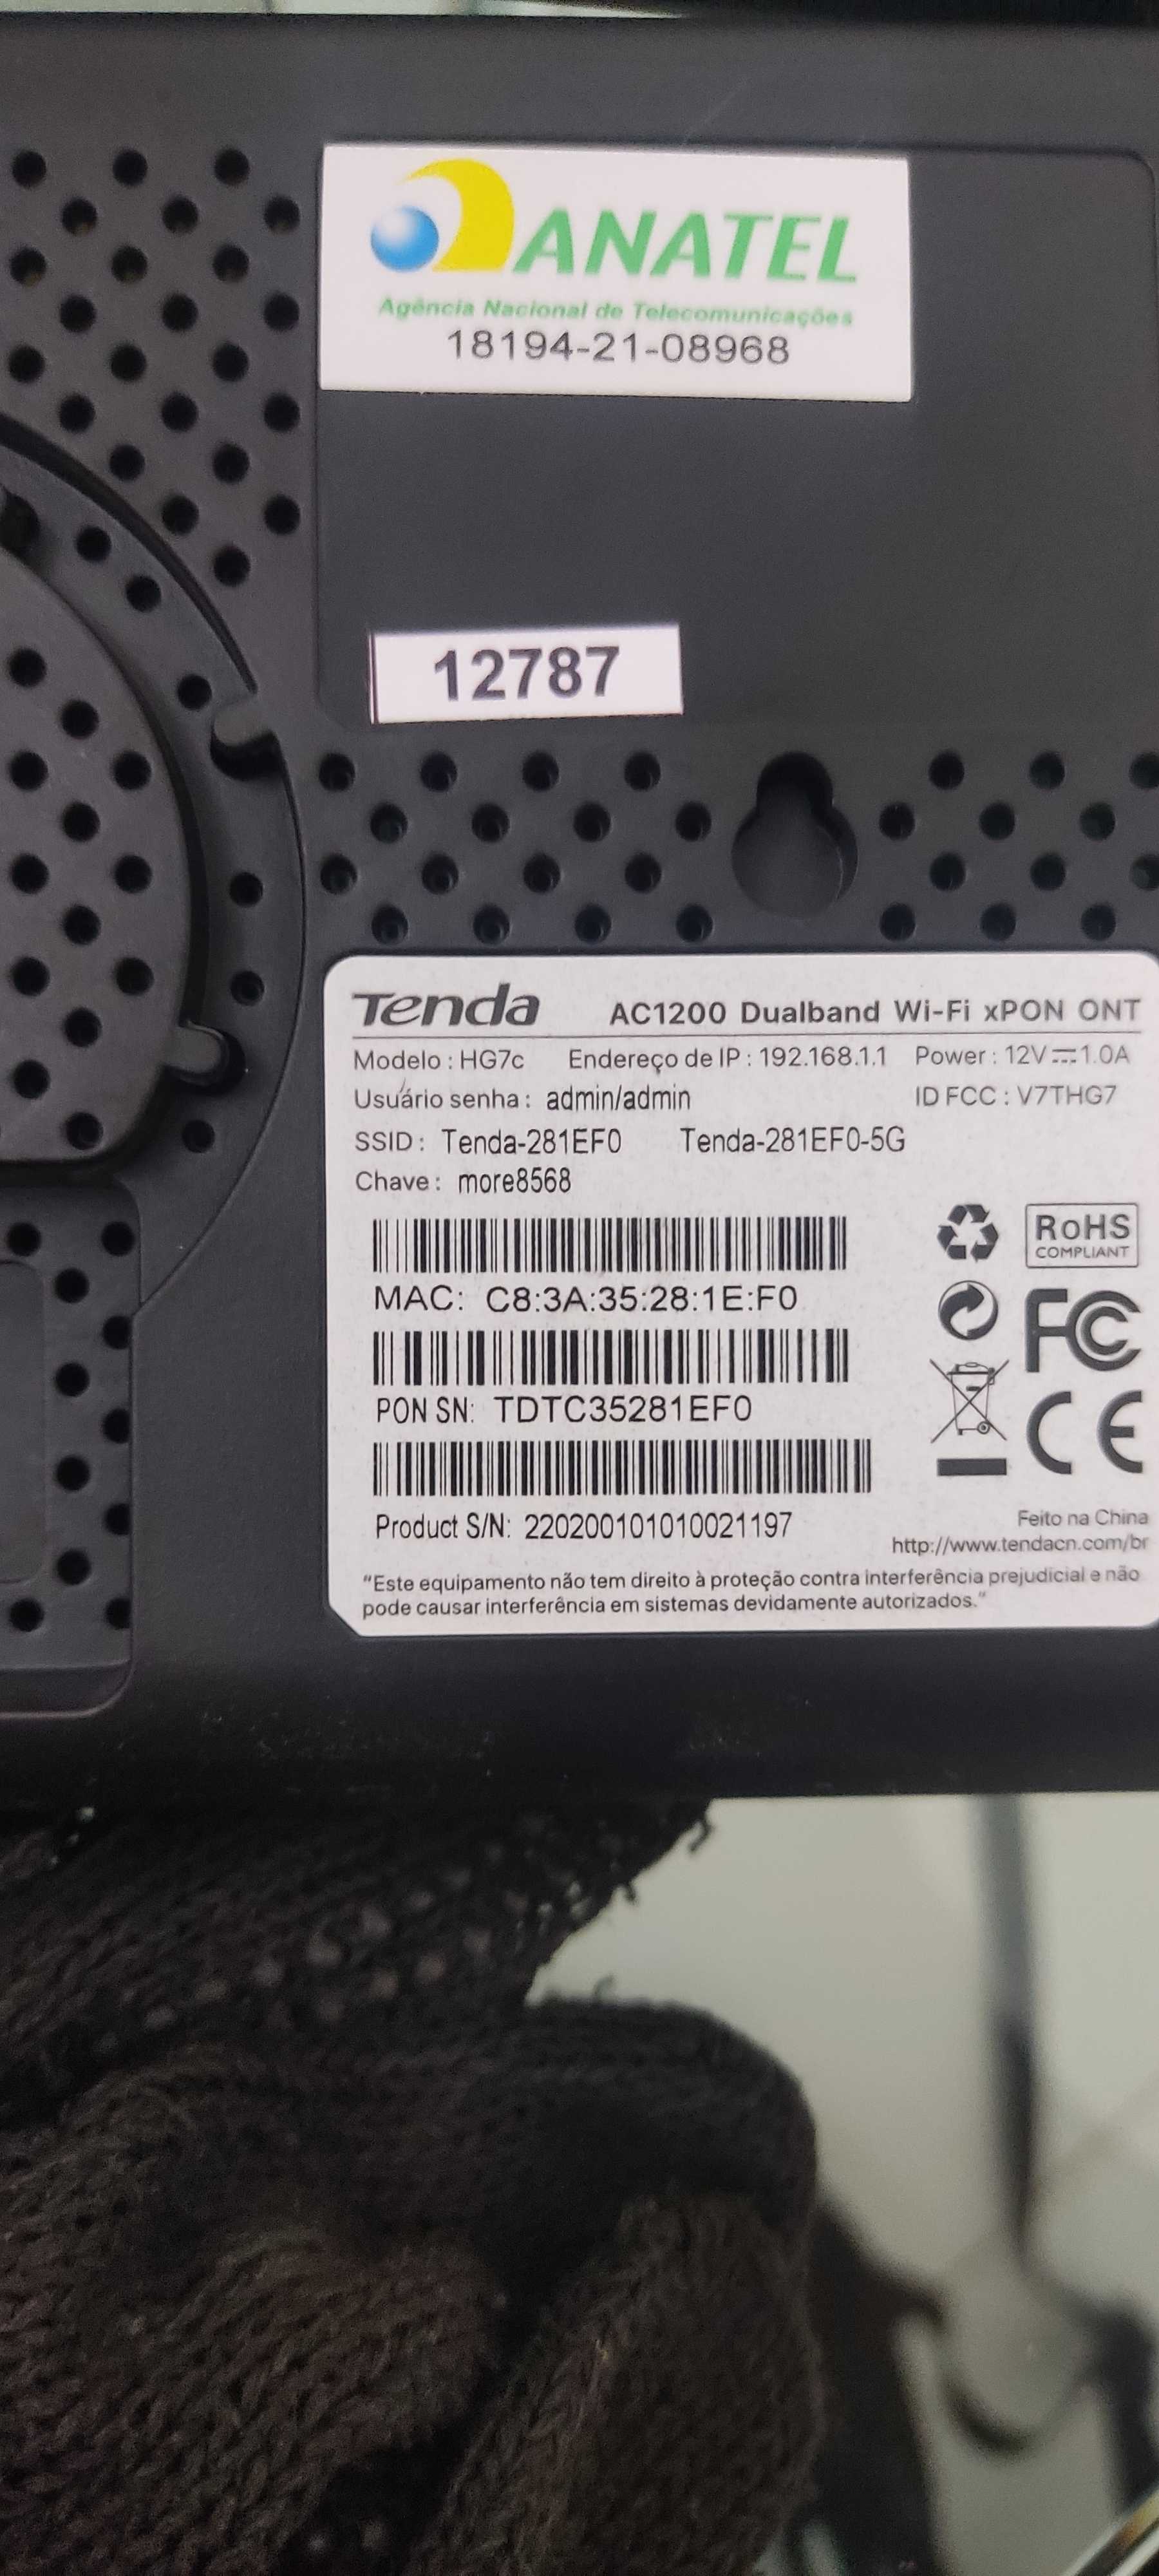 ANATEL
Agência Nacional de Telecomunicações
18194-21-08968
12787
Tenda AC1200 Dualband Wi-Fi xPON ONT
Modelo : HG7c Endereço de IP : 192.168.1.1 Power : 12V⎓1.0A
Usuário senha : admin/admin ID FCC : V7THG7
SSID : Tenda-281EF0 Tenda-281EF0-5G
Chave : more8568
RoHS
COMPLIANT
MAC: C8:3A:35:28:1E:F0
FC
PON SN: TDTC35281EF0
CE
Product S/N: 220200101010021197
Feito na China
http://www.tendacn.com/br
“Este equipamento não tem direito à proteção contra interferência prejudicial e não
pode causar interferência em sistemas devidamente autorizados.”